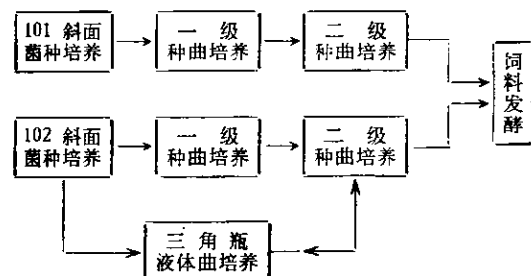 101 斜面
菌种培养
一 级
种曲培养
二 级
种曲培养
饲料发酵
102 斜面
菌种培养
一 级
种曲培养
二 级
种曲培养
三 角 瓶
液体曲培养